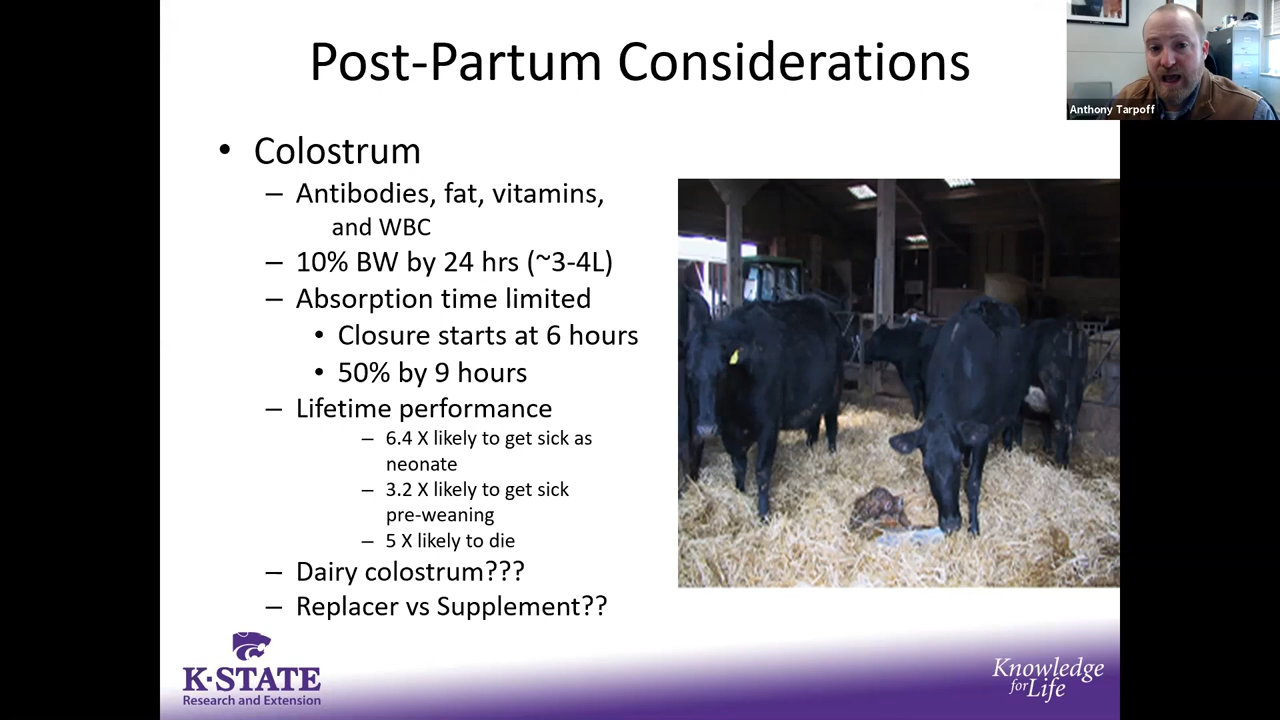 Post-Partum Considerations
Anthony Tarpoff
• Colostrum
– Antibodies, fat, vitamins,
and WBC
– 10% BW by 24 hrs (~3-4L)
– Absorption time limited
• Closure starts at 6 hours
• 50% by 9 hours
– Lifetime performance
– 6.4 X likely to get sick as
neonate
– 3.2 X likely to get sick
pre-weaning
– 5 X likely to die
– Dairy colostrum???
– Replacer vs Supplement??
K-STATE
Research and Extension
Knowledge
for Life